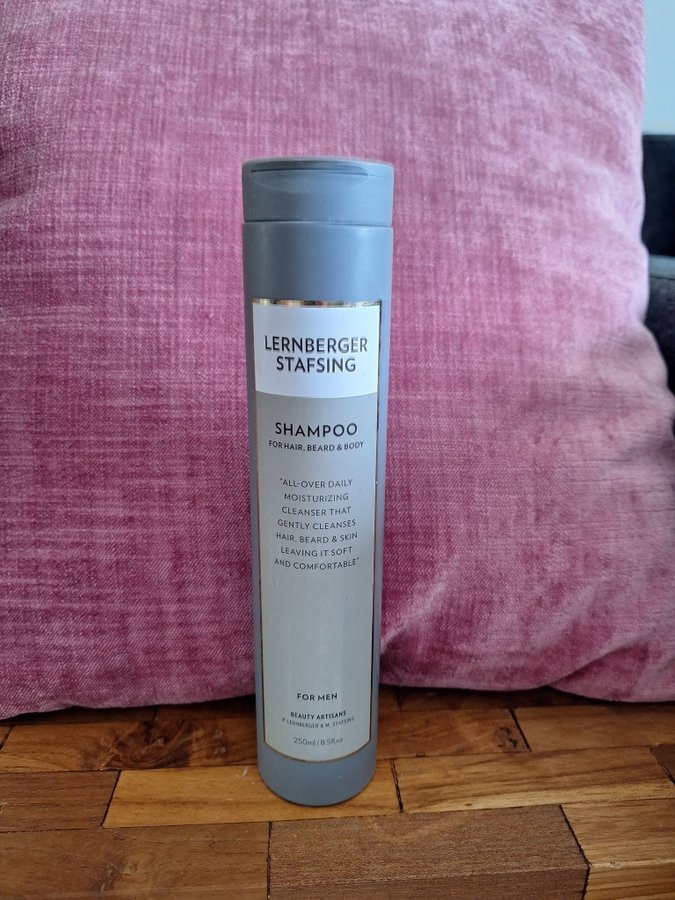 LERNBERGER
STAFSING
SHAMPOO
FOR HAIR, BEARD & BODY
"ALL-OVER DAILY
MOISTURIZING
CLEANSER THAT
GENTLY CLEANSES
HAIR, BEARD & SKIN
LEAVING IT SOFT
AND COMFORTABLE"
FOR MEN
BEAUTY ARTISANS
P. LERNBERGER & M. STAFSING
250ml / 8.5fl.oz